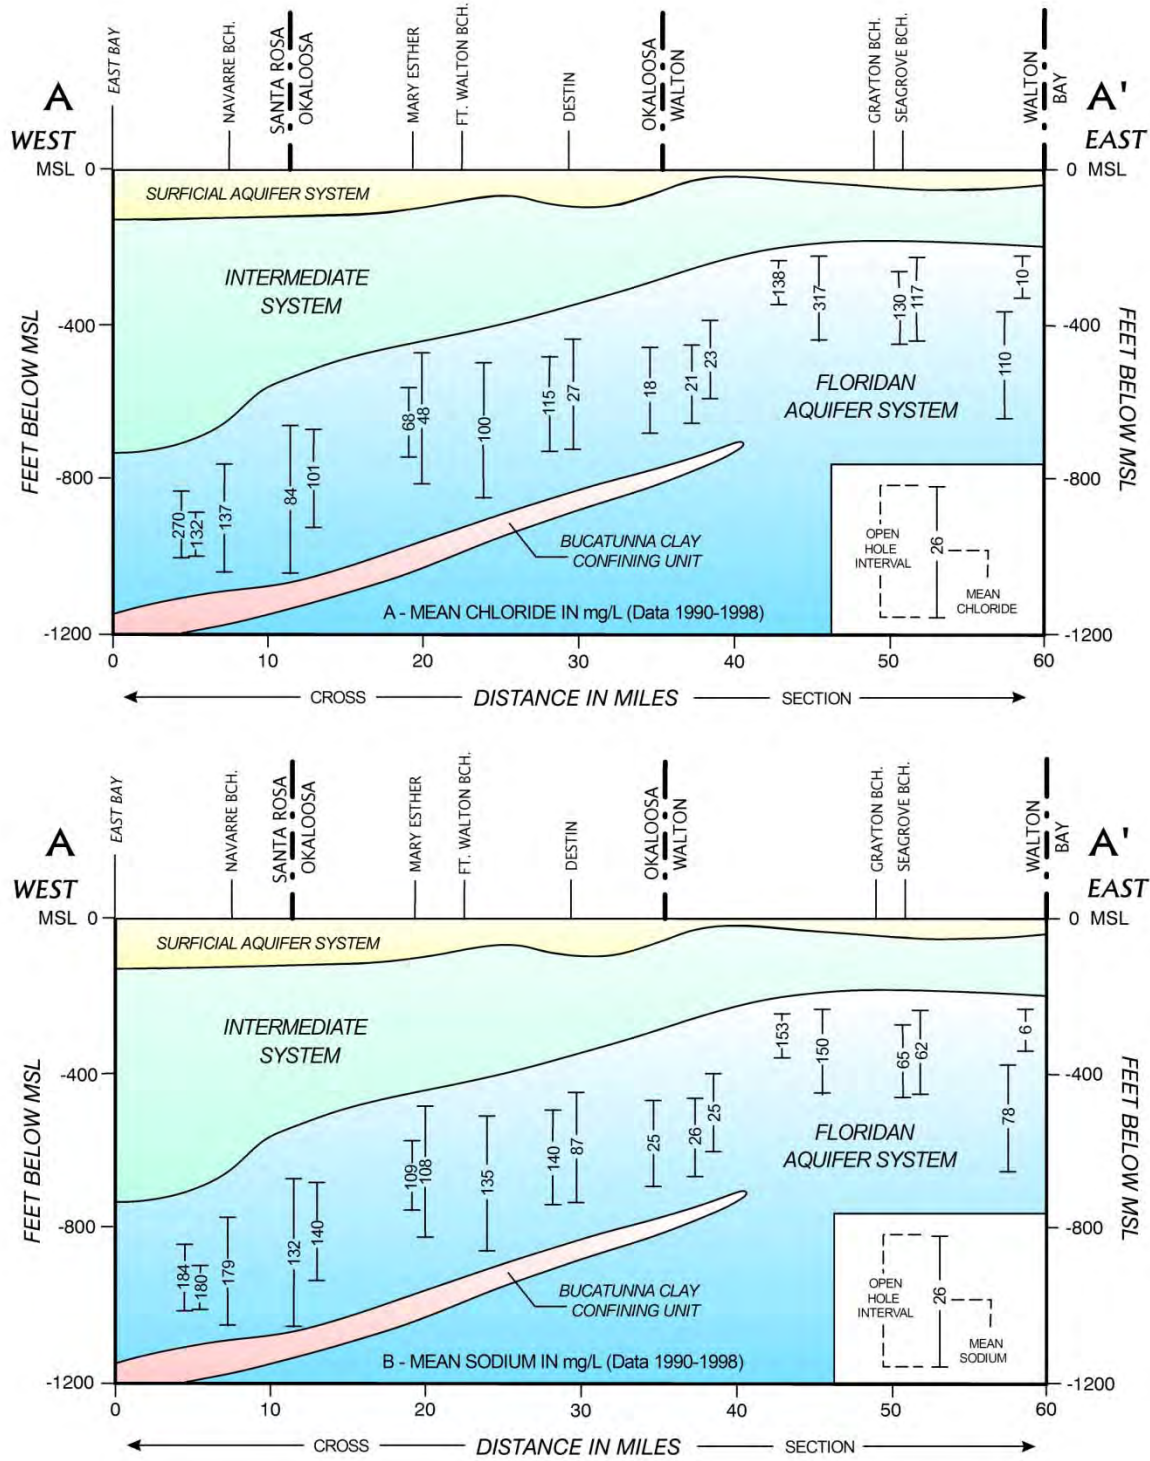 EAST BAY
NAVARRE BCH.
SANTA ROSA
OKALOOSA
MARY ESTHER
FT. WALTON BCH.
DESTIN
OKALOOSA
WALTON
GRAYTON BCH.
SEAGROVE BCH.
WALTON
BAY
A
WEST
A'
EAST
MSL 0
0 MSL
SURFICIAL AQUIFER SYSTEM
INTERMEDIATE
SYSTEM
FEET BELOW MSL
-400
-800
-1200
FEET BELOW MSL
-400
-800
-1200
270
132
137
84
101
68
48
100
115
27
18
21
23
138
317
130
117
110
10
FLORIDAN
AQUIFER SYSTEM
BUCATUNNA CLAY
CONFINING UNIT
A - MEAN CHLORIDE IN mg/L (Data 1990-1998)
OPEN
HOLE
INTERVAL
26
MEAN
CHLORIDE
0 10 20 30 40 50 60
CROSS DISTANCE IN MILES SECTION
EAST BAY
NAVARRE BCH.
SANTA ROSA
OKALOOSA
MARY ESTHER
FT. WALTON BCH.
DESTIN
OKALOOSA
WALTON
GRAYTON BCH.
SEAGROVE BCH.
WALTON
BAY
A
WEST
A'
EAST
MSL 0
0 MSL
SURFICIAL AQUIFER SYSTEM
INTERMEDIATE
SYSTEM
FEET BELOW MSL
-400
-800
-1200
FEET BELOW MSL
-400
-800
-1200
184
180
179
132
140
109
108
135
140
87
25
26
25
153
150
65
62
78
6
FLORIDAN
AQUIFER SYSTEM
BUCATUNNA CLAY
CONFINING UNIT
B - MEAN SODIUM IN mg/L (Data 1990-1998)
OPEN
HOLE
INTERVAL
26
MEAN
SODIUM
0 10 20 30 40 50 60
CROSS DISTANCE IN MILES SECTION